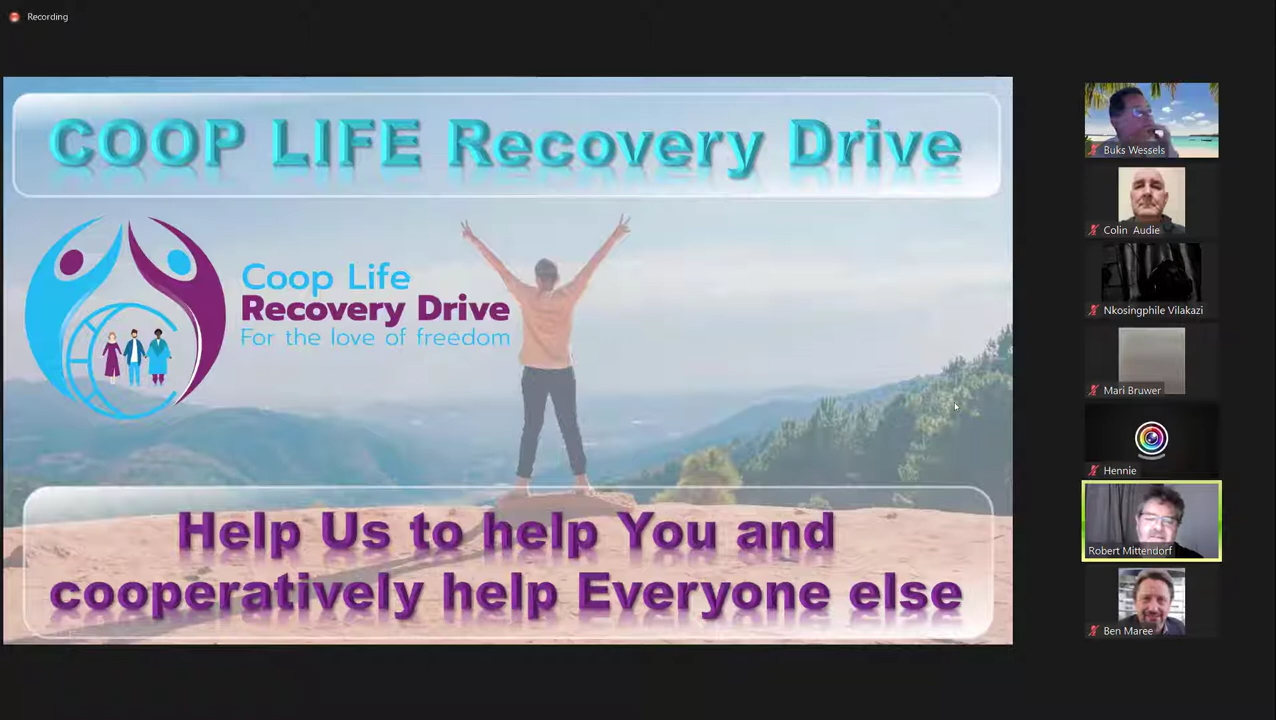 Recording
COOP LIFE Recovery Drive
Coop Life
Recovery Drive
For the love of freedom
Help Us to help You and
cooperatively help Everyone else
Buks Wessels
Colin Audie
Nkosingphile Vilakazi
Mari Bruwer
Hennie
Robert Mittendorf
Ben Maree